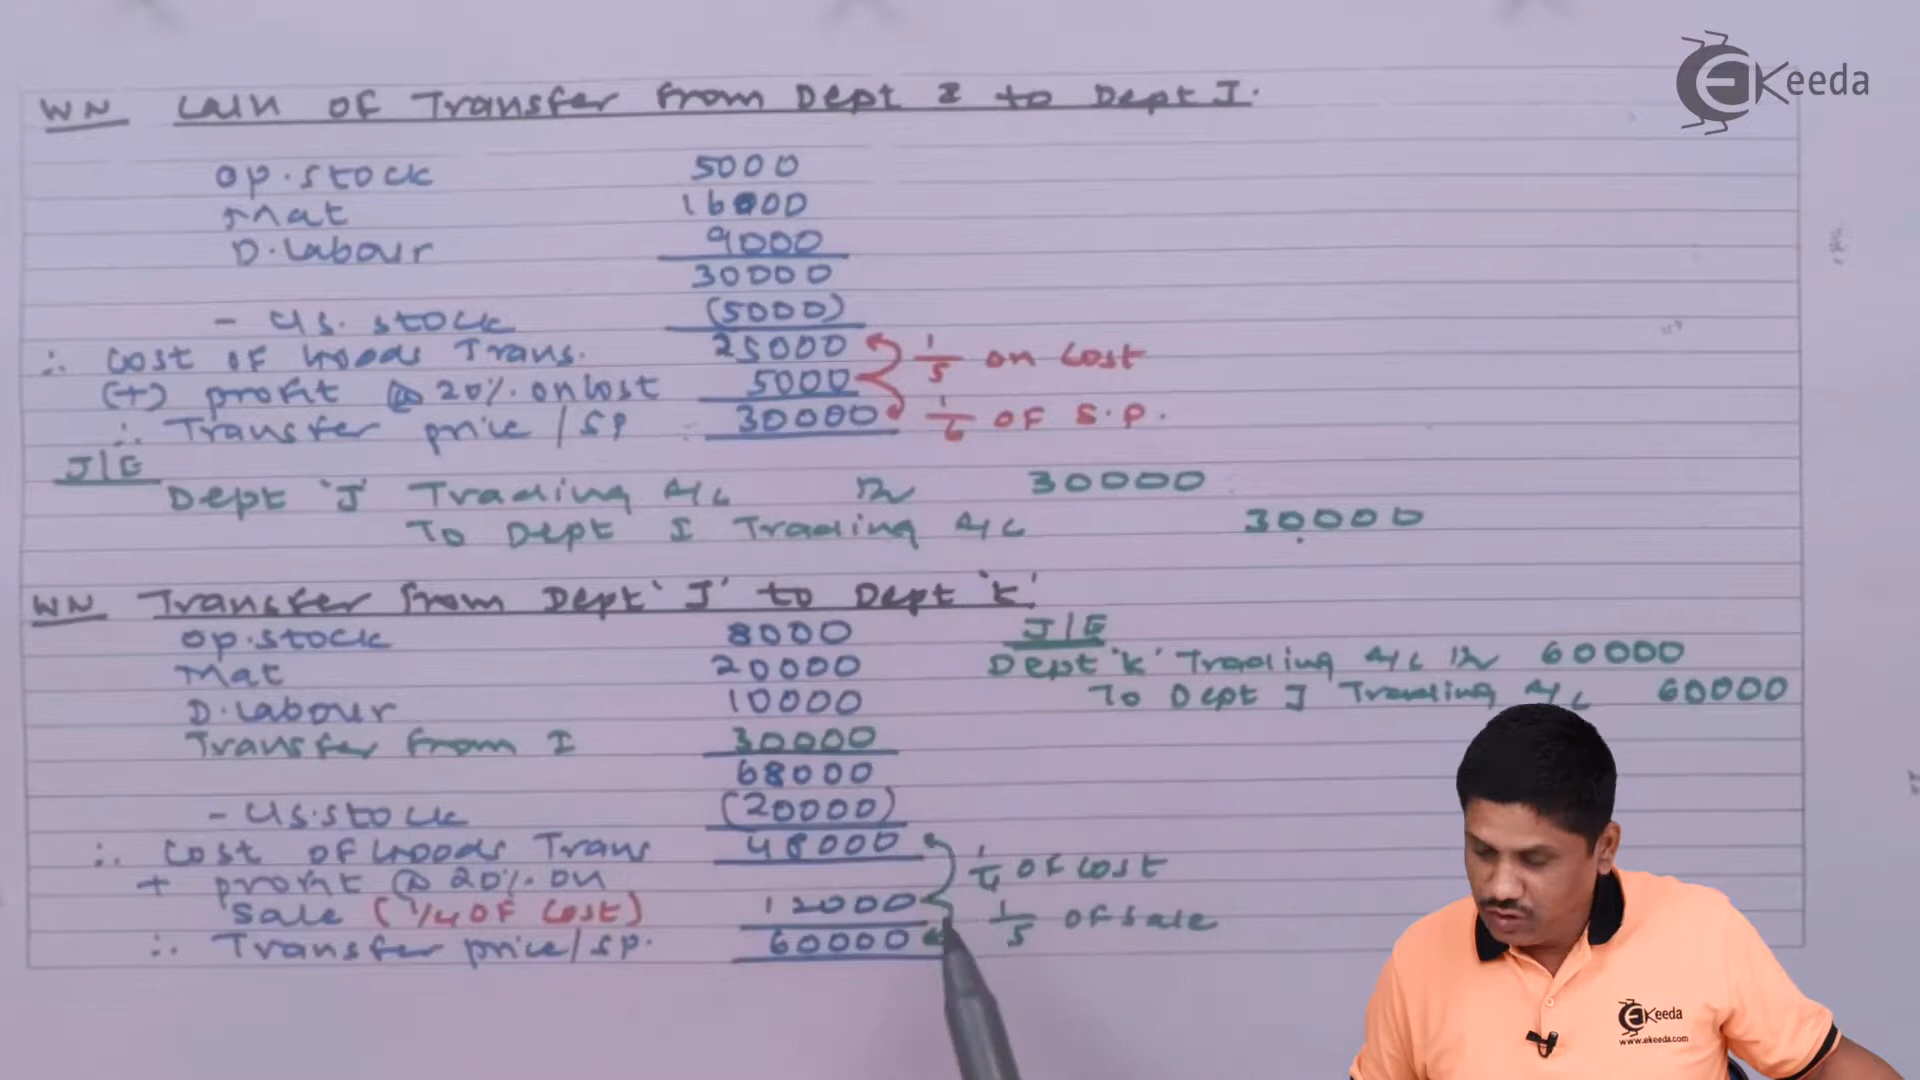 EKeeda
WN Caln of Transfer from Dept I to Dept J.
op. stock 5000
Mat 16000
D. Labour 9000
30000
- cls. stock (5000)
∴ Cost of Goods Trans. 25000 1/5 on Cost
(+) profit @ 20%. on Cost 5000
∴ Transfer price / SP 30000 1/6 of S.P.
J/E
Dept 'J' Trading A/c Dr 30000
To Dept I Trading A/c 30000
WN Transfer from Dept 'J' to Dept 'K'
op. stock 8000 J/E
Mat 20000 Dept 'K' Trading A/c Dr 60000
D. Labour 10000 To Dept J Trading A/c 60000
Transfer from I 30000
68000
- cls. stock (20000)
∴ Cost of Goods Trans 48000 1/4 of cost
+ profit @ 20%. on
Sale (1/4 of Cost) 12000 1/5 of sale
∴ Transfer price/sp. 60000
EKeeda
www.ekeeda.com